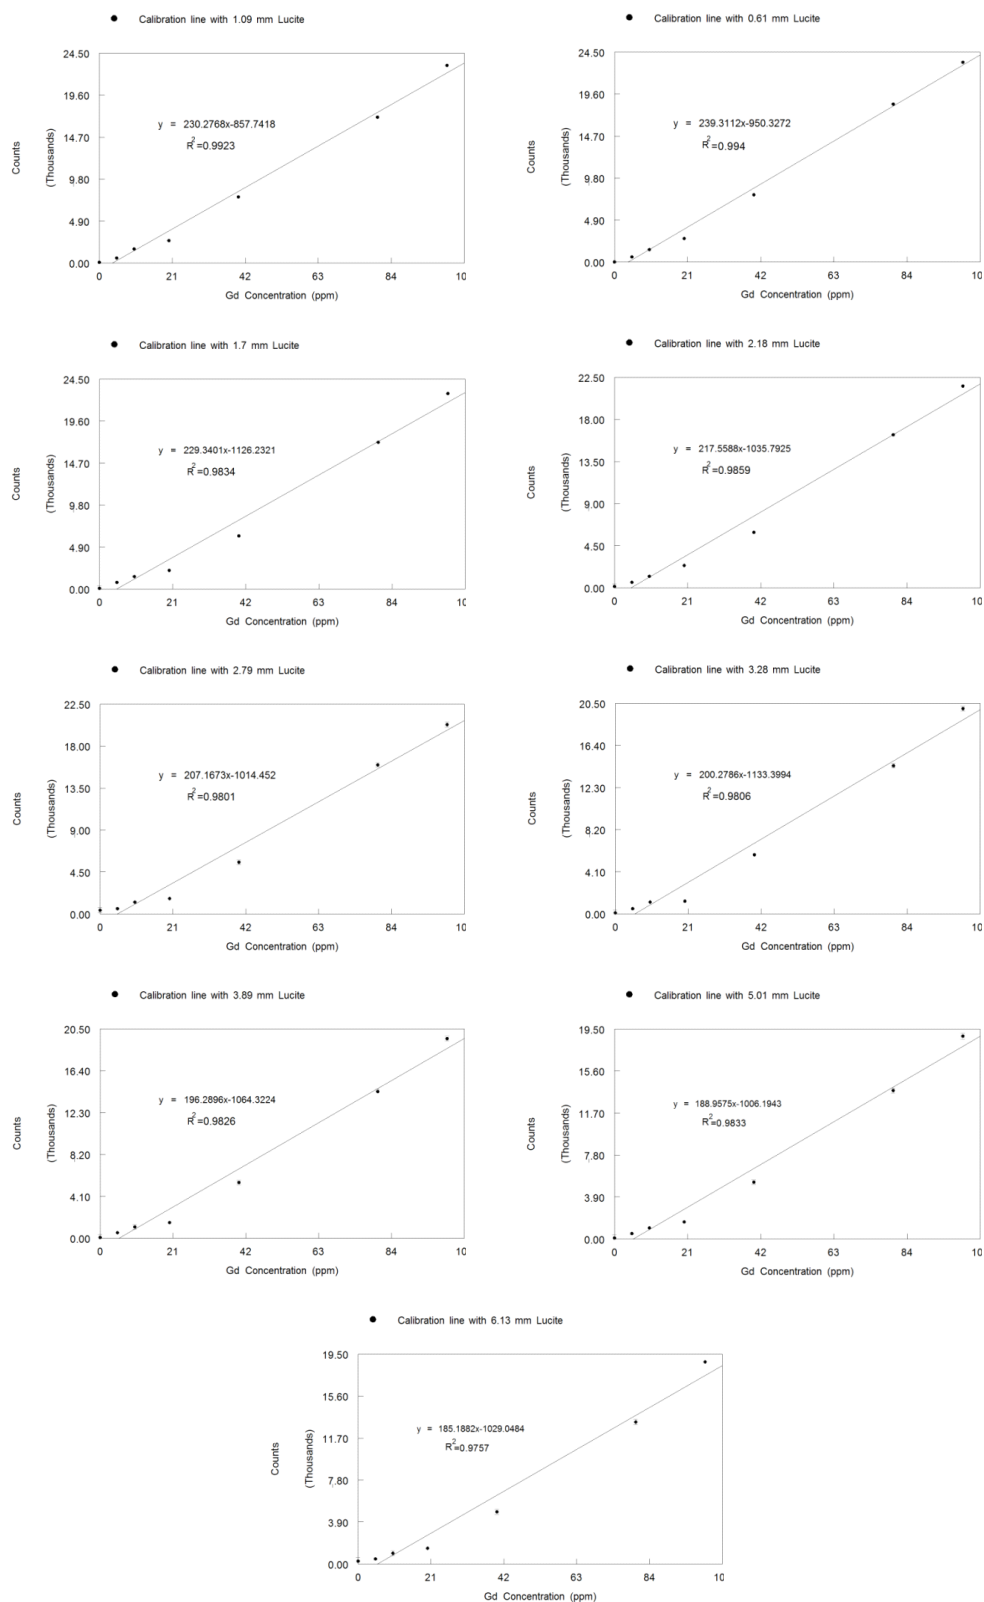 Calibration line with 1.09 mm Lucite
24.50
19.60
14.70
9.80
4.90
0.00
Counts
(Thousands)
y = 230.2768x-857.7418
R2=0.9923
0 21 42 63 84 10
Gd Concentration (ppm)
Calibration line with 0.61 mm Lucite
24.50
19.60
14.70
9.80
4.90
0.00
Counts
(Thousands)
y = 239.3112x-950.3272
R2=0.994
0 21 42 63 84 10
Gd Concentration (ppm)
Calibration line with 1.7 mm Lucite
24.50
19.60
14.70
9.80
4.90
0.00
Counts
(Thousands)
y = 229.3401x-1126.2321
R2=0.9834
0 21 42 63 84 10
Gd Concentration (ppm)
Calibration line with 2.18 mm Lucite
22.50
18.00
13.50
9.00
4.50
0.00
Counts
(Thousands)
y = 217.5588x-1035.7925
R2=0.9859
0 21 42 63 84 10
Gd Concentration (ppm)
Calibration line with 2.79 mm Lucite
22.50
18.00
13.50
9.00
4.50
0.00
Counts
(Thousands)
y = 207.1673x-1014.452
R2=0.9801
0 21 42 63 84 10
Gd Concentration (ppm)
Calibration line with 3.28 mm Lucite
20.50
16.40
12.30
8.20
4.10
0.00
Counts
(Thousands)
y = 200.2786x-1133.3994
R2=0.9806
0 21 42 63 84 10
Gd Concentration (ppm)
Calibration line with 3.89 mm Lucite
20.50
16.40
12.30
8.20
4.10
0.00
Counts
(Thousands)
y = 196.2896x-1064.3224
R2=0.9826
0 21 42 63 84 10
Gd Concentration (ppm)
Calibration line with 5.01 mm Lucite
19.50
15.60
11.70
7.80
3.90
0.00
Counts
(Thousands)
y = 188.9575x-1006.1943
R2=0.9833
0 21 42 63 84 10
Gd Concentration (ppm)
Calibration line with 6.13 mm Lucite
19.50
15.60
11.70
7.80
3.90
0.00
Counts
(Thousands)
y = 185.1882x-1029.0484
R2=0.9757
0 21 42 63 84 10
Gd Concentration (ppm)